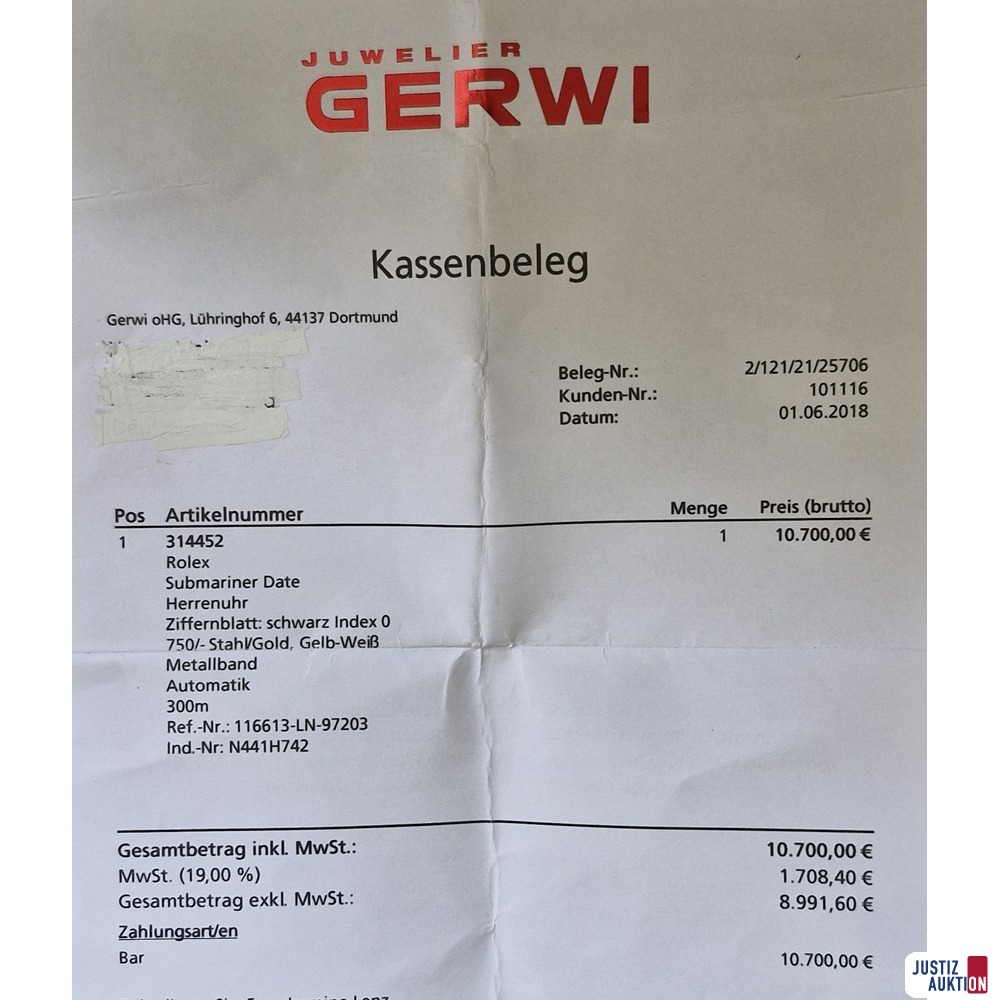 JUWELIER
GERWI
Kassenbeleg
Gerwi oHG, Lühringhof 6, 44137 Dortmund
Beleg-Nr.: 2/121/21/25706
Kunden-Nr.: 101116
Datum: 01.06.2018
Pos Artikelnummer Menge Preis (brutto)
1 314452 1 10.700,00 €
Rolex
Submariner Date
Herrenuhr
Ziffernblatt: schwarz Index 0
750/- Stahl/Gold, Gelb-Weiß
Metallband
Automatik
300m
Ref.-Nr.: 116613-LN-97203
Ind.-Nr: N441H742
Gesamtbetrag inkl. MwSt.: 10.700,00 €
MwSt. (19,00 %) 1.708,40 €
Gesamtbetrag exkl. MwSt.: 8.991,60 €
Zahlungsart/en
Bar 10.700,00 €
JUSTIZ
AUKTION